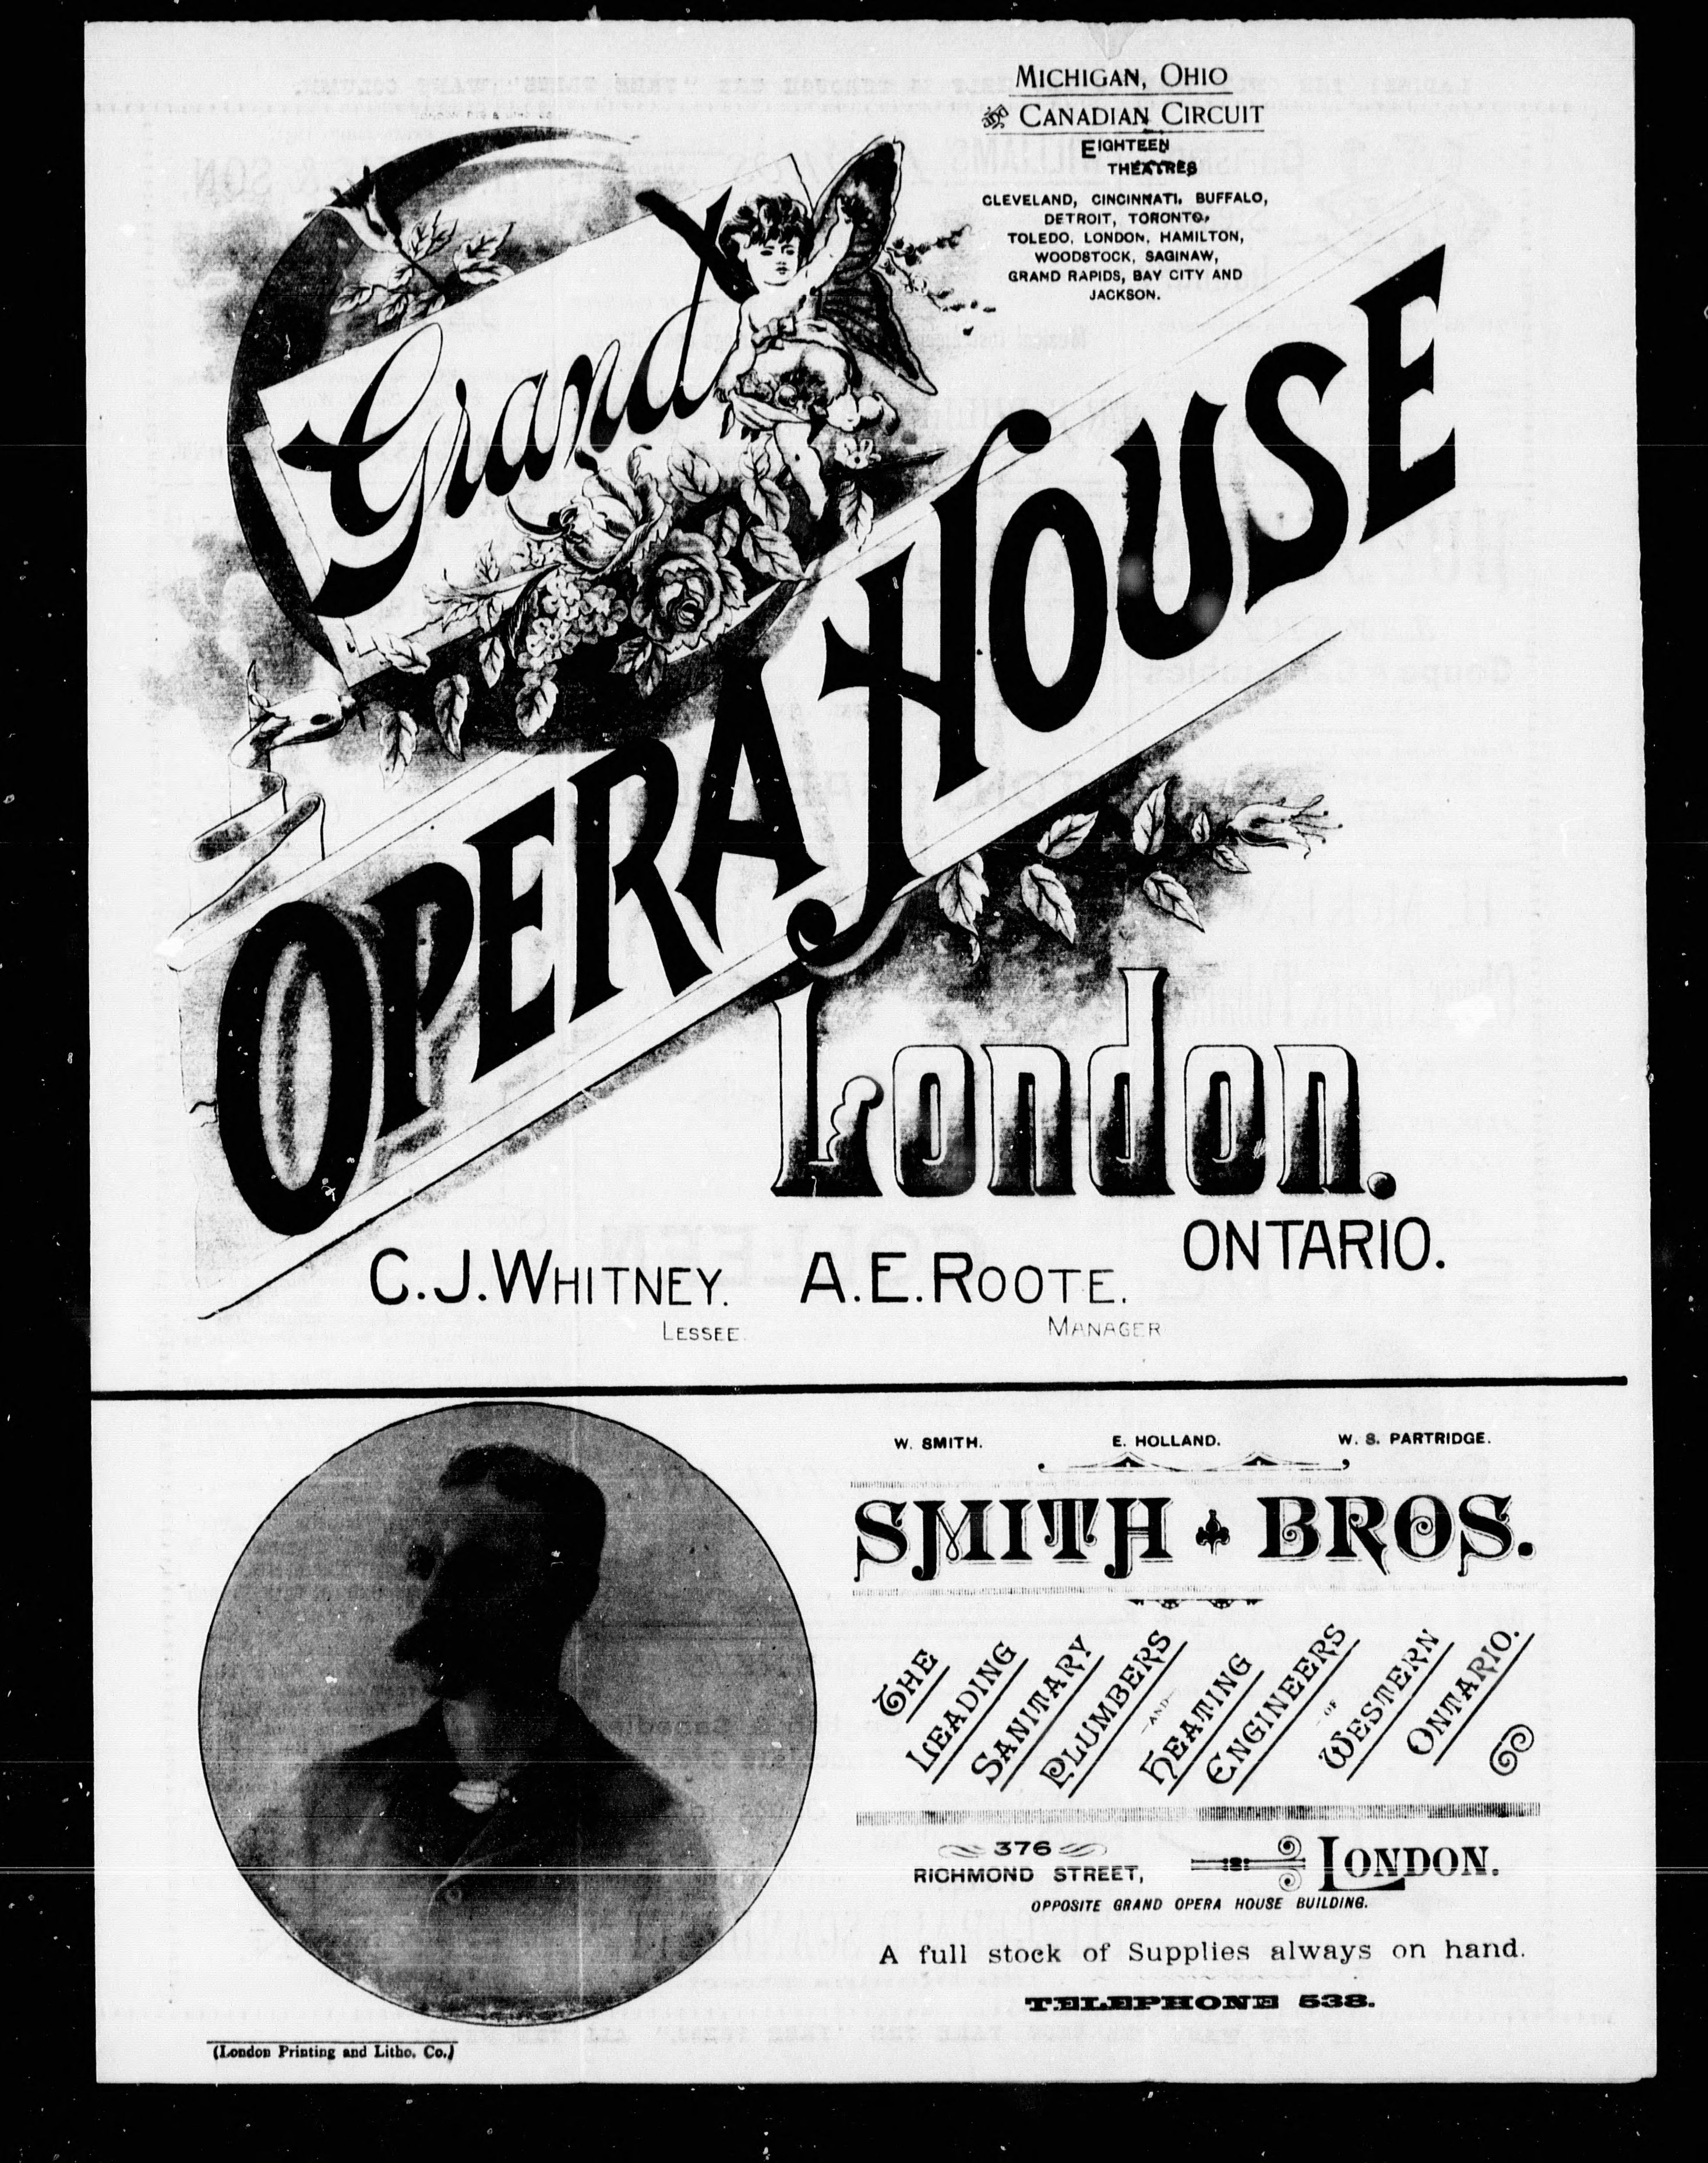 MICHIGAN, OHIO
and CANADIAN CIRCUIT
EIGHTEEN
THEATRES
CLEVELAND, CINCINNATI, BUFFALO,
DETROIT, TORONTO,
TOLEDO, LONDON, HAMILTON,
WOODSTOCK, SAGINAW,
GRAND RAPIDS, BAY CITY AND
JACKSON.
Grand
OPERA HOUSE
London.
ONTARIO.
C.J. WHITNEY. A.E. ROOTE.
LESSEE. MANAGER
W. SMITH. E. HOLLAND. W. S. PARTRIDGE.
SMITH BROS.
THE LEADING SANITARY PLUMBERS AND HEATING ENGINEERS OF WESTERN ONTARIO.
376
RICHMOND STREET, LONDON.
OPPOSITE GRAND OPERA HOUSE BUILDING.
A full stock of Supplies always on hand.
TELEPHONE 538.
(London Printing and Litho. Co.)